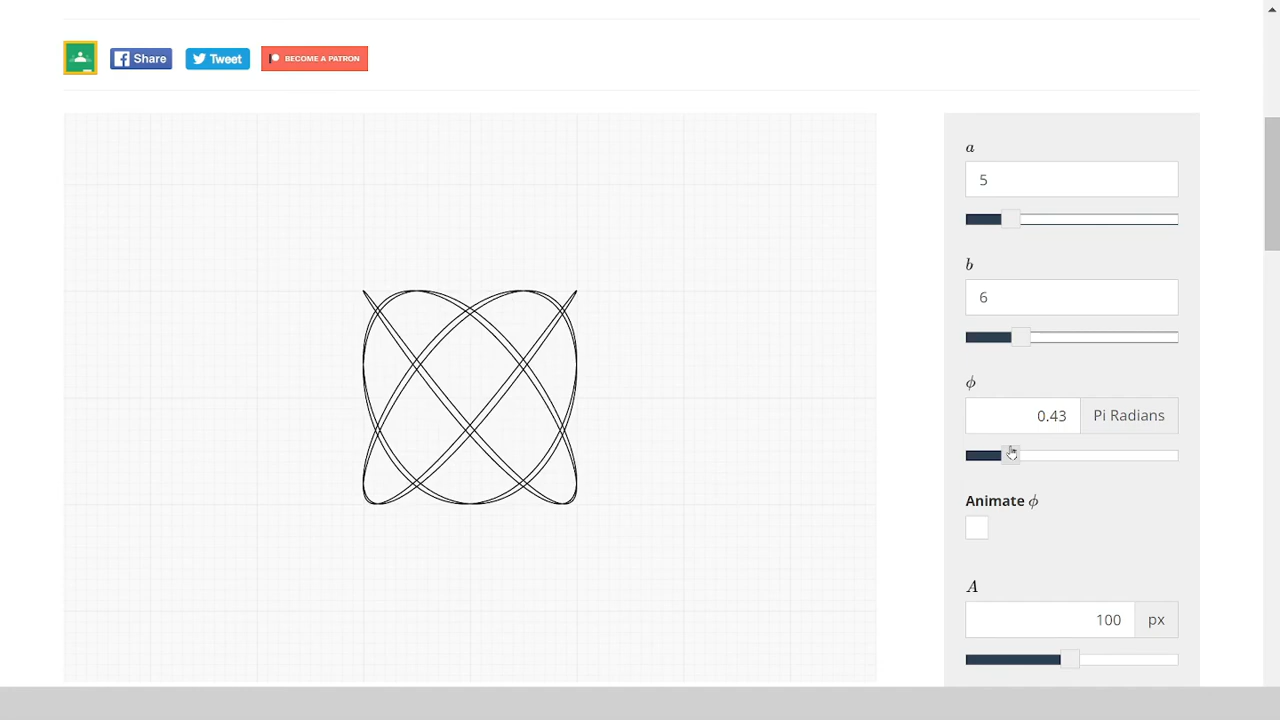 Share
Tweet
BECOME A PATRON
a
5
b
6
ϕ
0.43 Pi Radians
Animate ϕ
A
100 px